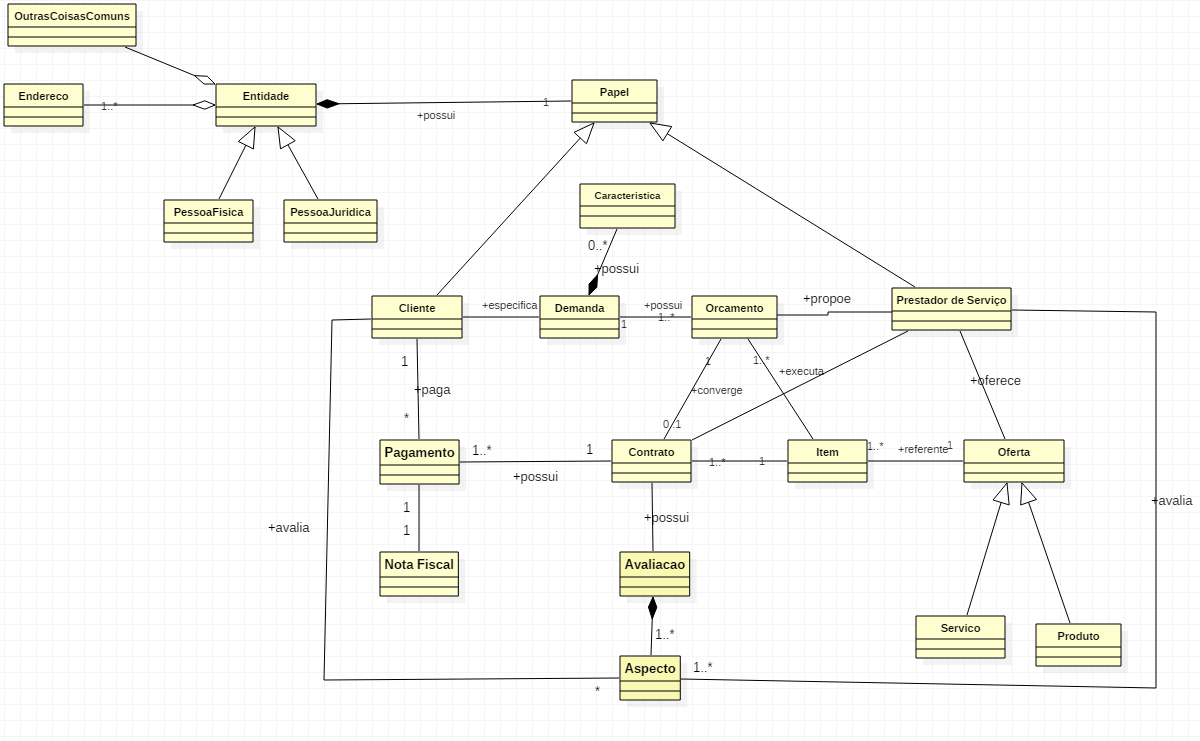 OutrasCoisasComuns
Endereco
1..*
Entidade
+possui
1
Papel
PessoaFisica
PessoaJuridica
Caracteristica
0..*
+possui
Cliente
+especifica
Demanda
1
+possui
1..*
Orcamento
+propoe
Prestador de Serviço
1
+paga
*
1
+converge
0..1
1..*
+executa
+oferece
Pagamento
1..*
+possui
1
Contrato
1..*
1
Item
1..*
+referente
1
Oferta
+avalia
1
1
+possui
+avalia
Nota Fiscal
Avaliacao
1..*
Servico
Produto
Aspecto
1..*
*